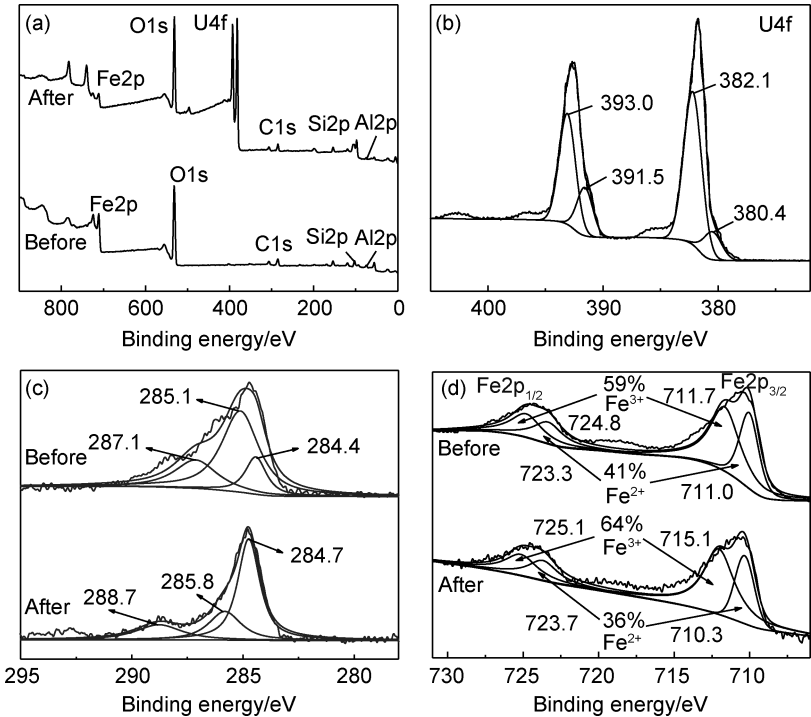 (a)
O1s
U4f
Fe2p
After
C1s
Si2p
Al2p
O1s
Fe2p
Before
C1s
Si2p
Al2p
800 600 400 200 0
Binding energy/eV
(b)
U4f
393.0
382.1
391.5
380.4
400 390 380
Binding energy/eV
(c)
285.1
287.1
284.4
Before
284.7
285.8
288.7
After
295 290 285 280
Binding energy/eV
(d)
Fe2p1/2
59%
Fe3+
711.7
Fe2p3/2
724.8
Before
723.3
41%
Fe2+
711.0
725.1
64%
Fe3+
715.1
After
723.7
36%
Fe2+
710.3
730 725 720 715 710
Binding energy/eV